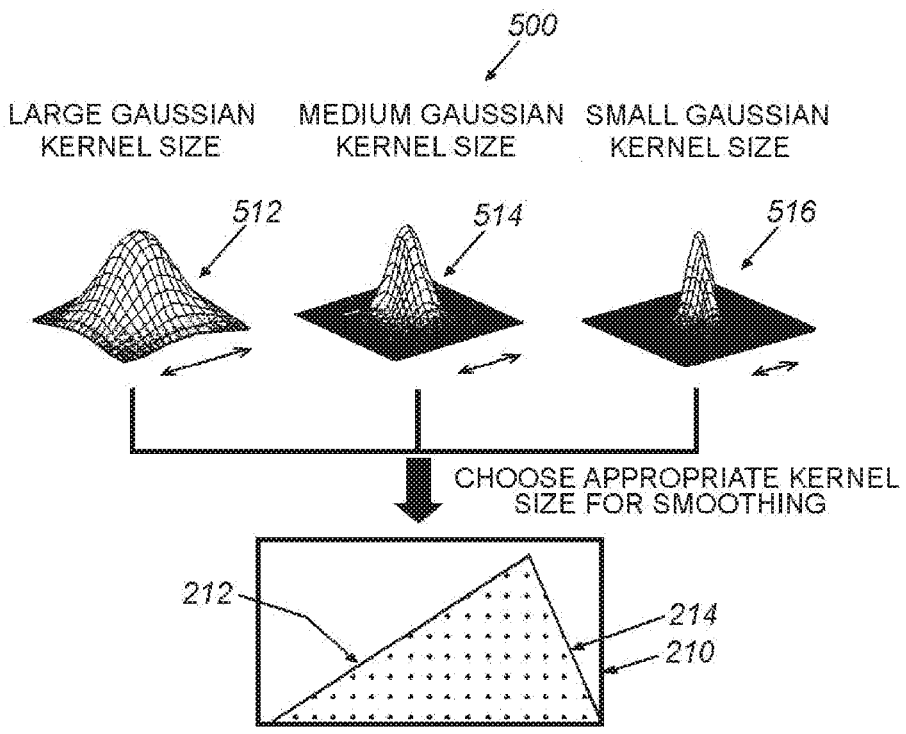 500
LARGE GAUSSIAN
KERNEL SIZE
MEDIUM GAUSSIAN
KERNEL SIZE
SMALL GAUSSIAN
KERNEL SIZE
512
514
516
CHOOSE APPROPRIATE KERNEL
SIZE FOR SMOOTHING
212
214
210